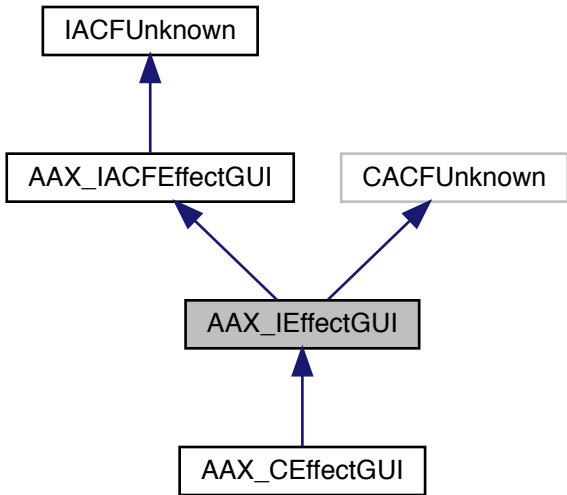 IACFUnknown
AAX_IACFEffectGUI
CACFUnknown
AAX_IEffectGUI
AAX_CEffectGUI